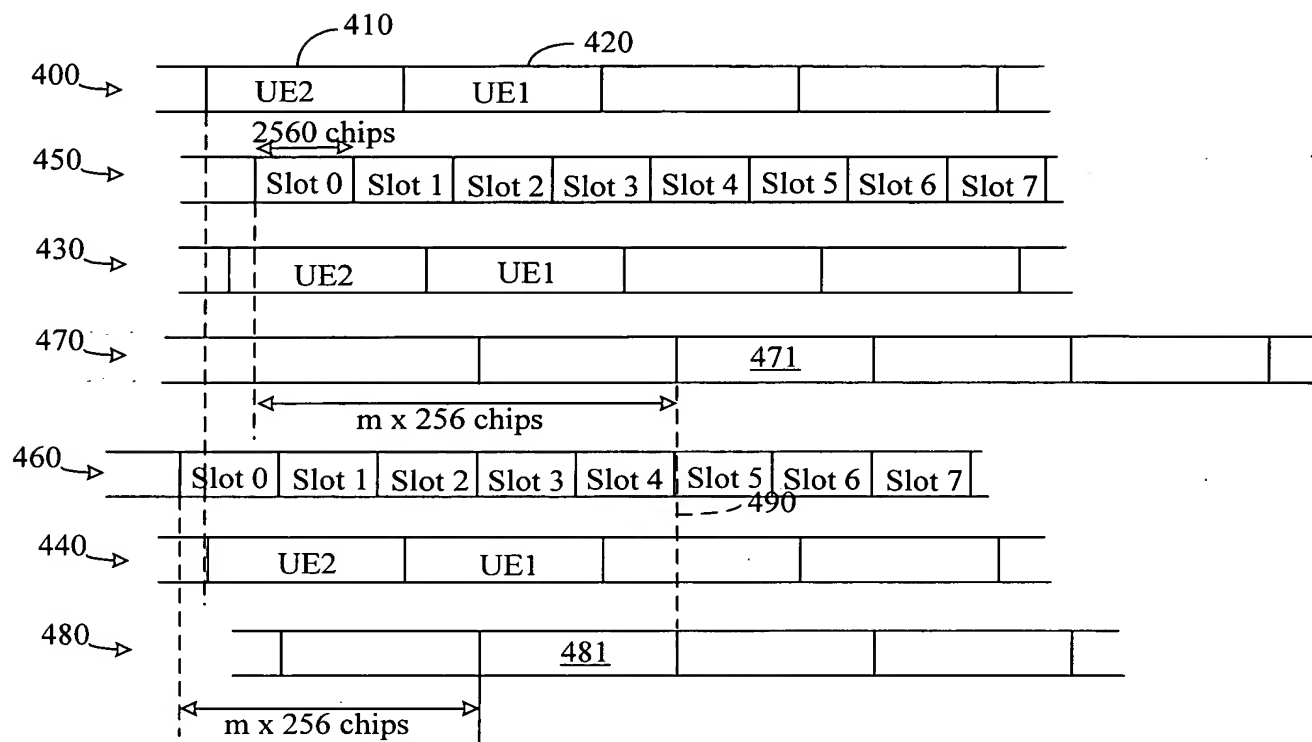 410
420
400
UE2 UE1
2560 chips
450
Slot 0 Slot 1 Slot 2 Slot 3 Slot 4 Slot 5 Slot 6 Slot 7
430
UE2 UE1
470
471
m x 256 chips
460
Slot 0 Slot 1 Slot 2 Slot 3 Slot 4 Slot 5 Slot 6 Slot 7
490
440
UE2 UE1
480
481
m x 256 chips